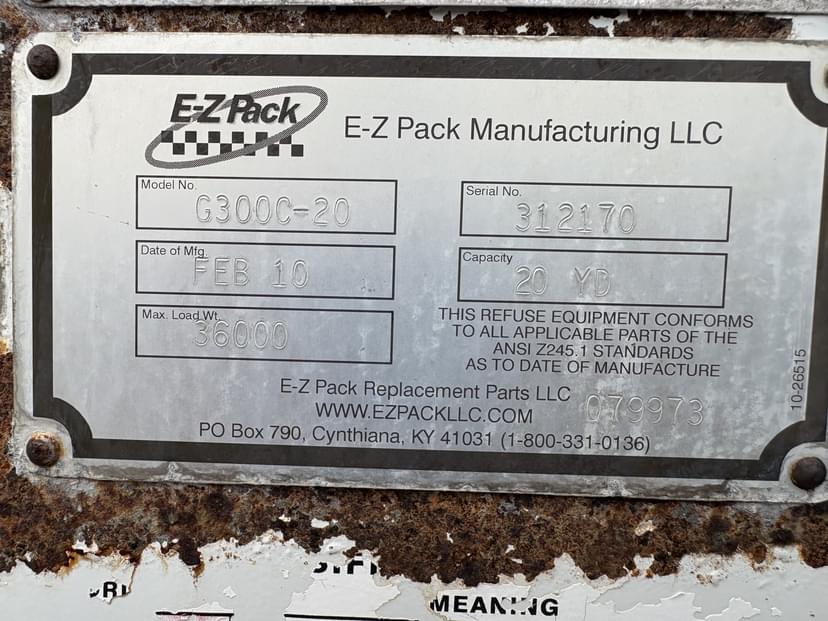 E-Z Pack
E-Z Pack Manufacturing LLC
Model No.
G300C-20
Serial No.
312170
Date of Mfg.
FEB 10
Capacity
20 YD
Max. Load Wt.
36000
THIS REFUSE EQUIPMENT CONFORMS
TO ALL APPLICABLE PARTS OF THE
ANSI Z245.1 STANDARDS
AS TO DATE OF MANUFACTURE
10-26515
E-Z Pack Replacement Parts LLC
079973
WWW.EZPACKLLC.COM
PO Box 790, Cynthiana, KY 41031 (1-800-331-0136)
MEANING